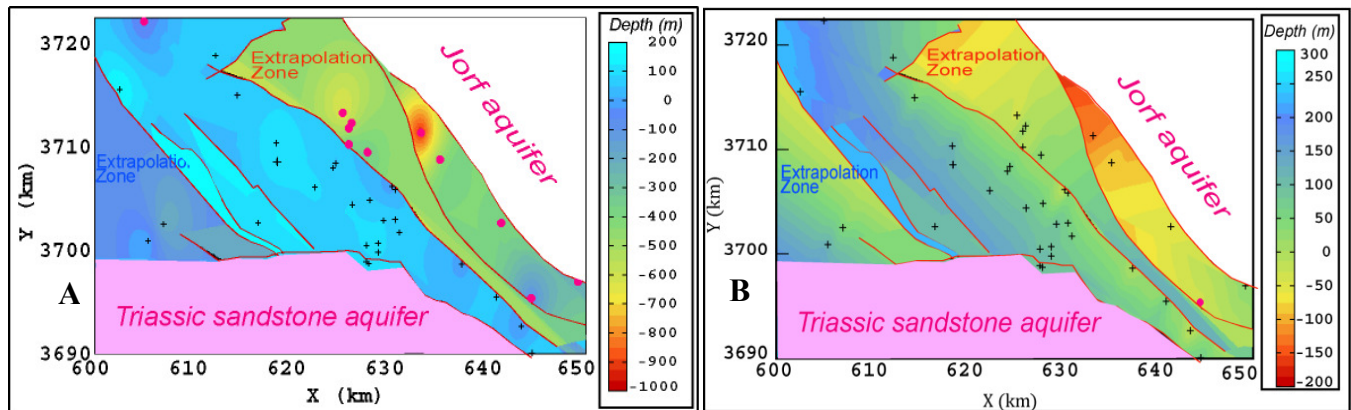 Depth (m)
3720
3710
3700
3690
Y (km)
600
610
620
630
640
650
X (km)
Extrapolation
Zone
Extrapolatio.
Zone
Jorf aquifer
A
Triassic sandstone aquifer
200
100
0
-100
-200
-300
-400
-500
-600
-700
-800
-900
-1000
Depth (m)
3720
3710
3700
3690
Y (km)
600
610
620
630
640
650
X (km)
Extrapolation
Zone
Extrapolation
Zone
Jorf aquifer
B
Triassic sandstone aquifer
300
250
200
150
100
50
0
-50
-100
-150
-200